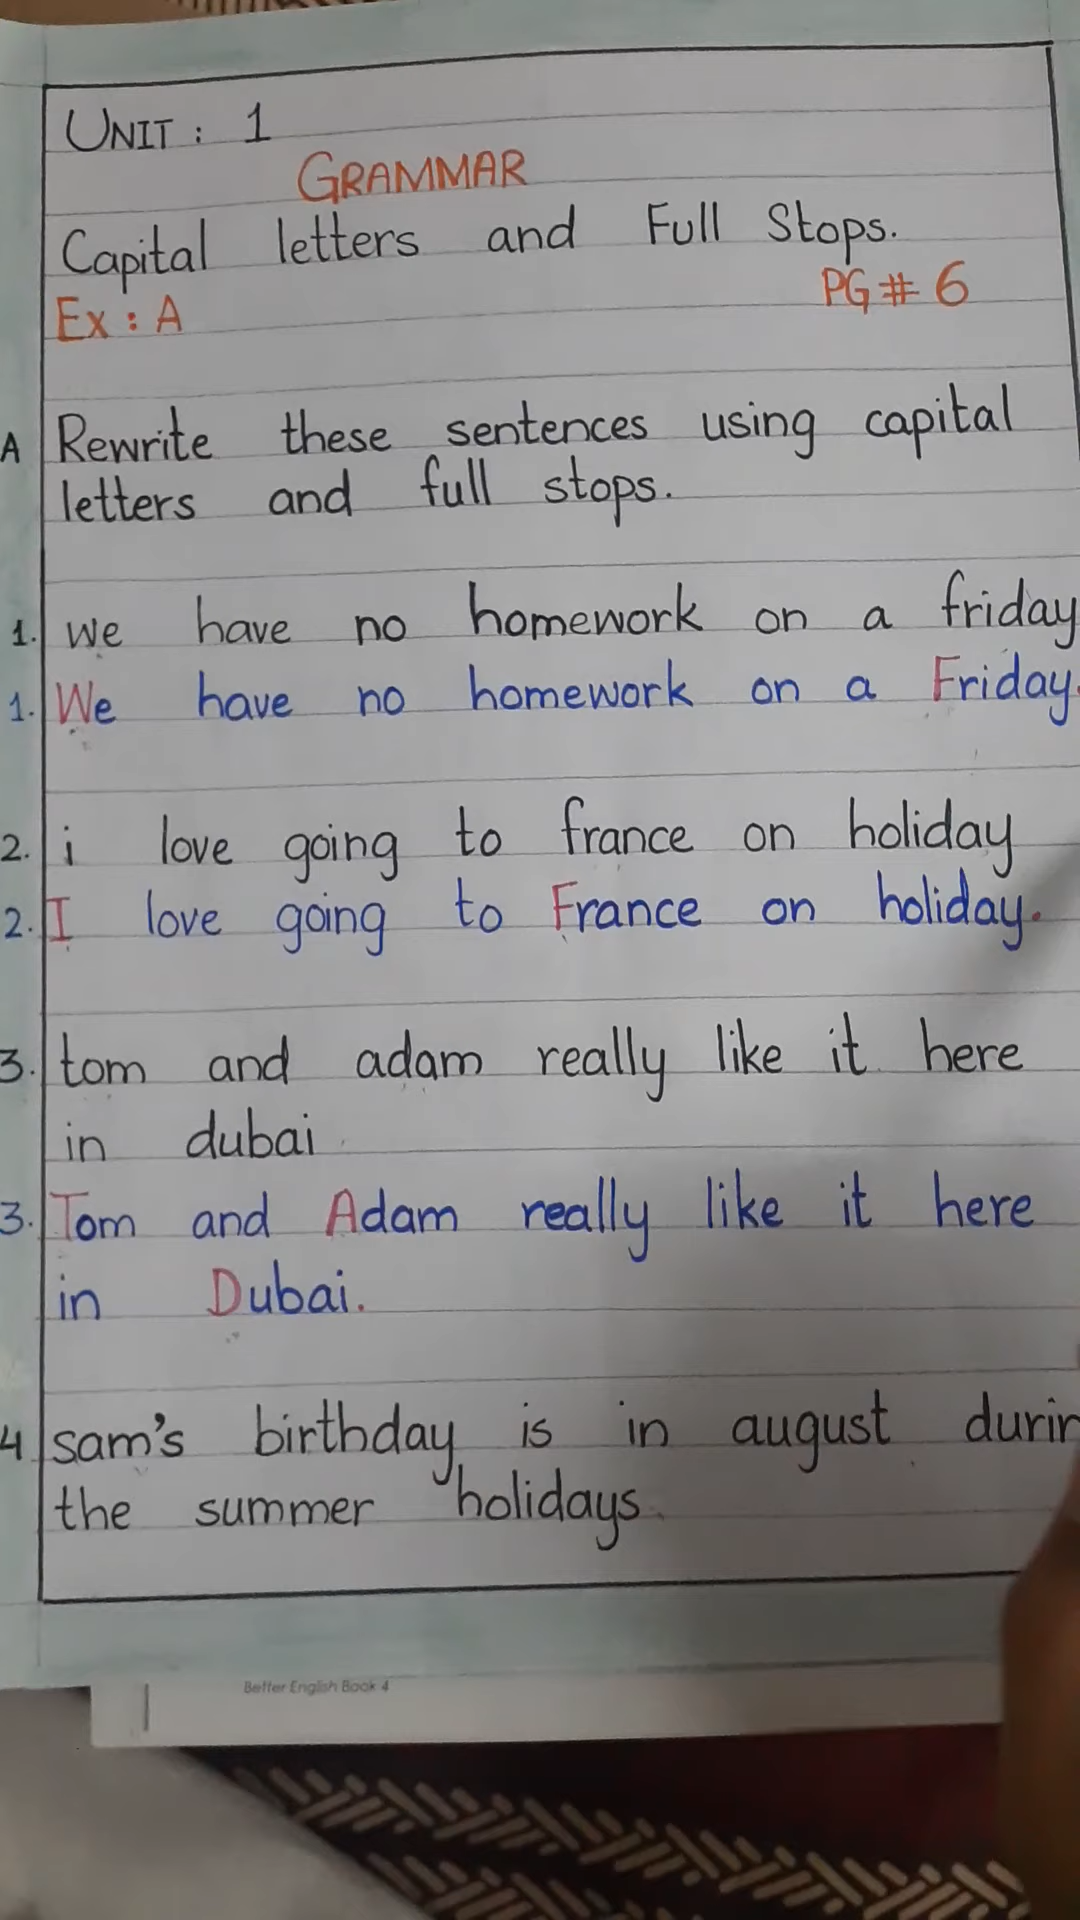 UNIT : 1
GRAMMAR
Capital letters and Full Stops.
PG # 6
Ex : A
A Rewrite these sentences using capital
letters and full stops.
1. we have no homework on a friday
1. We have no homework on a Friday.
2. i love going to france on holiday
2. I love going to France on holiday.
3. tom and adam really like it here
in dubai
3. Tom and Adam really like it here
in Dubai.
4 sam's birthday is in august durin
the summer holidays
Better English Book 4